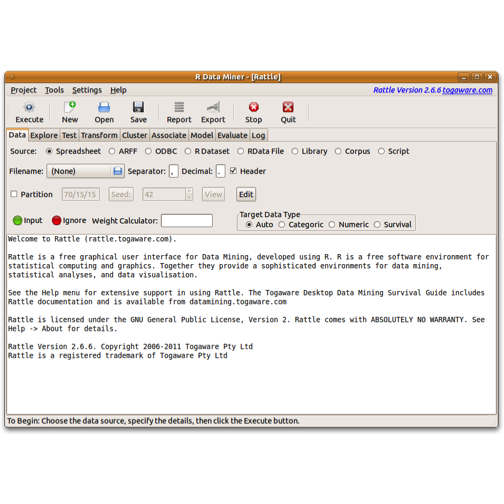 R Data Miner - [Rattle]
Project Tools Settings Help Rattle Version 2.6.6 togaware.com
Execute New Open Save Report Export Stop Quit
Data Explore Test Transform Cluster Associate Model Evaluate Log
Source: Spreadsheet ARFF ODBC R Dataset RData File Library Corpus Script
Filename: (None) Separator: , Decimal: . Header
Partition 70/15/15 Seed: 42 View Edit
Target Data Type
Input Ignore Weight Calculator: Auto Categoric Numeric Survival
Welcome to Rattle (rattle.togaware.com).
Rattle is a free graphical user interface for Data Mining, developed using R. R is a free software environment for
statistical computing and graphics. Together they provide a sophisticated environments for data mining,
statistical analyses, and data visualisation.
See the Help menu for extensive support in using Rattle. The Togaware Desktop Data Mining Survival Guide includes
Rattle documentation and is available from datamining.togaware.com
Rattle is licensed under the GNU General Public License, Version 2. Rattle comes with ABSOLUTELY NO WARRANTY. See
Help -> About for details.
Rattle Version 2.6.6. Copyright 2006-2011 Togaware Pty Ltd
Rattle is a registered trademark of Togaware Pty Ltd
To Begin: Choose the data source, specify the details, then click the Execute button.